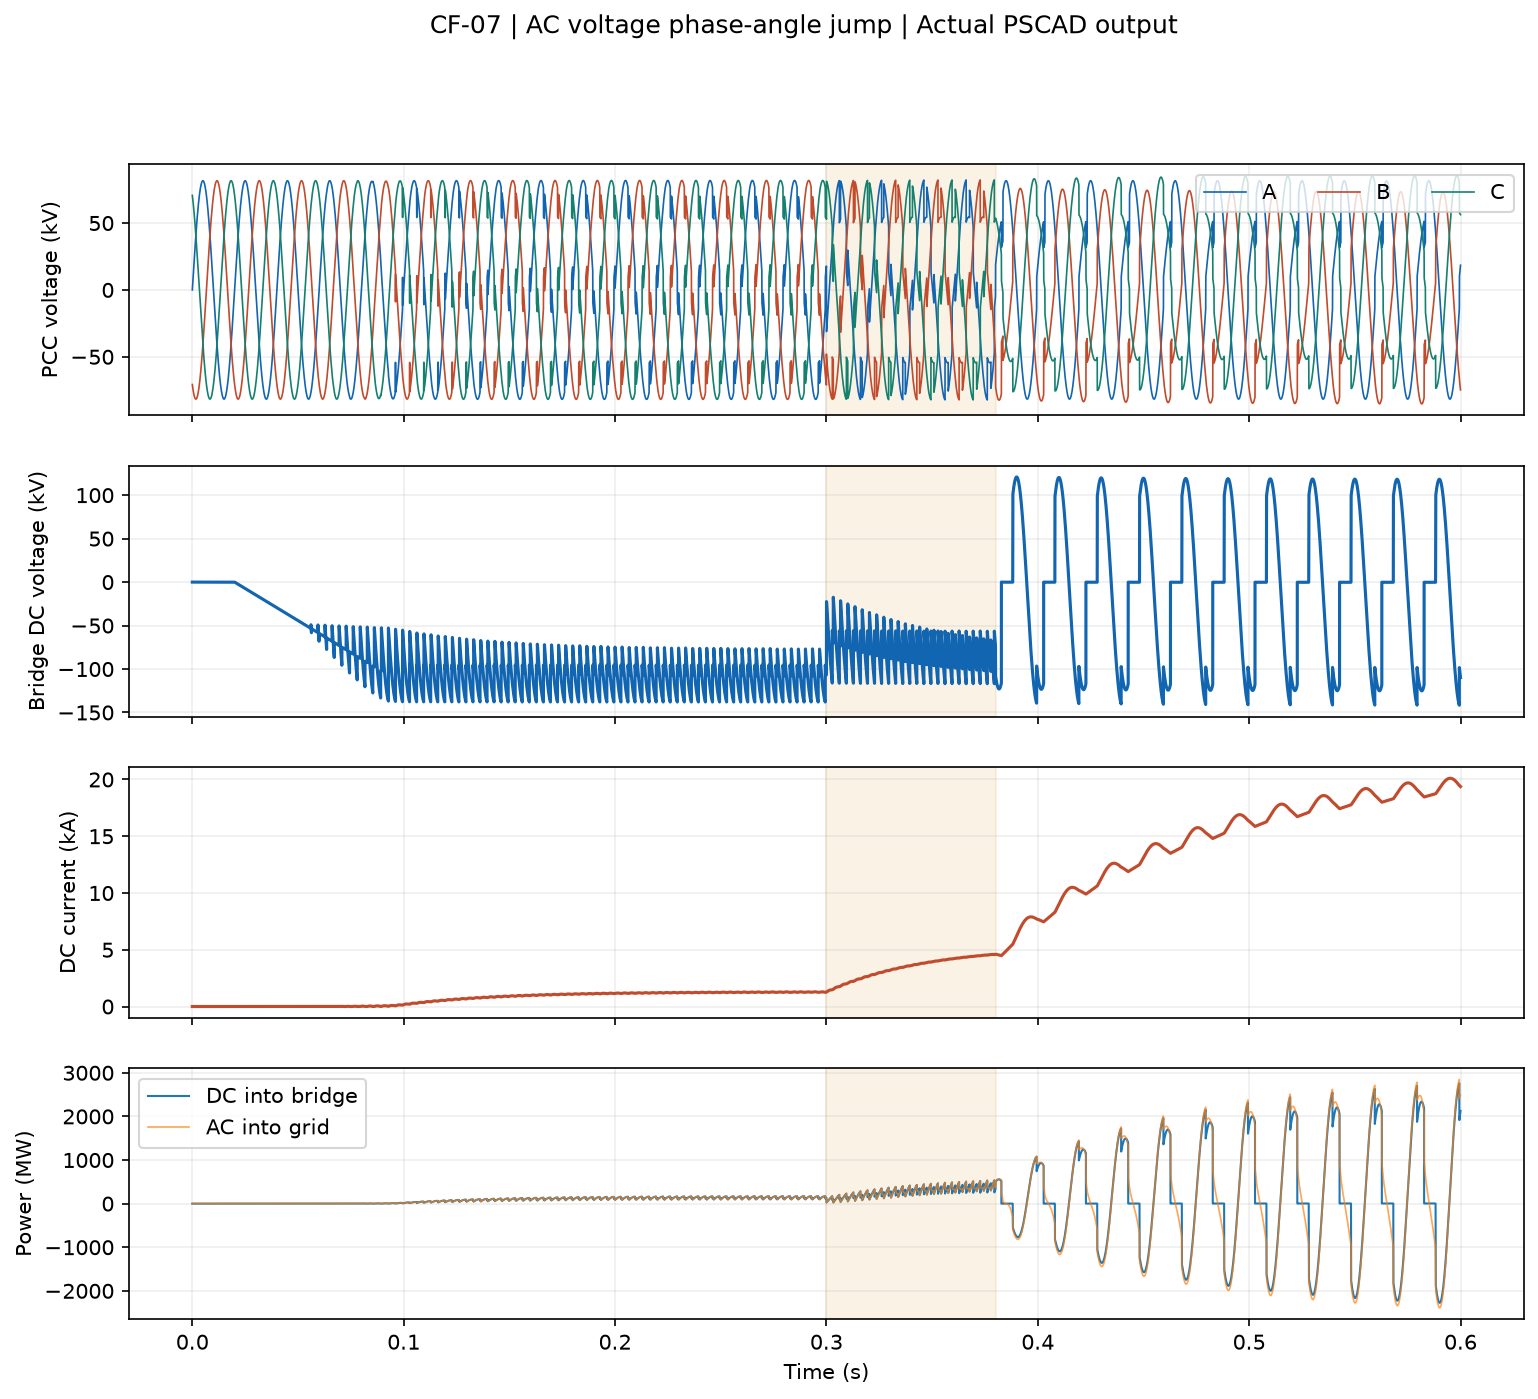 CF-07 | AC voltage phase-angle jump | Actual PSCAD output
PCC voltage (kV)
50
0
−50
A B C
Bridge DC voltage (kV)
100
50
0
−50
−100
−150
DC current (kA)
20
15
10
5
0
Power (MW)
3000
2000
1000
0
−1000
−2000
DC into bridge
AC into grid
0.0 0.1 0.2 0.3 0.4 0.5 0.6
Time (s)